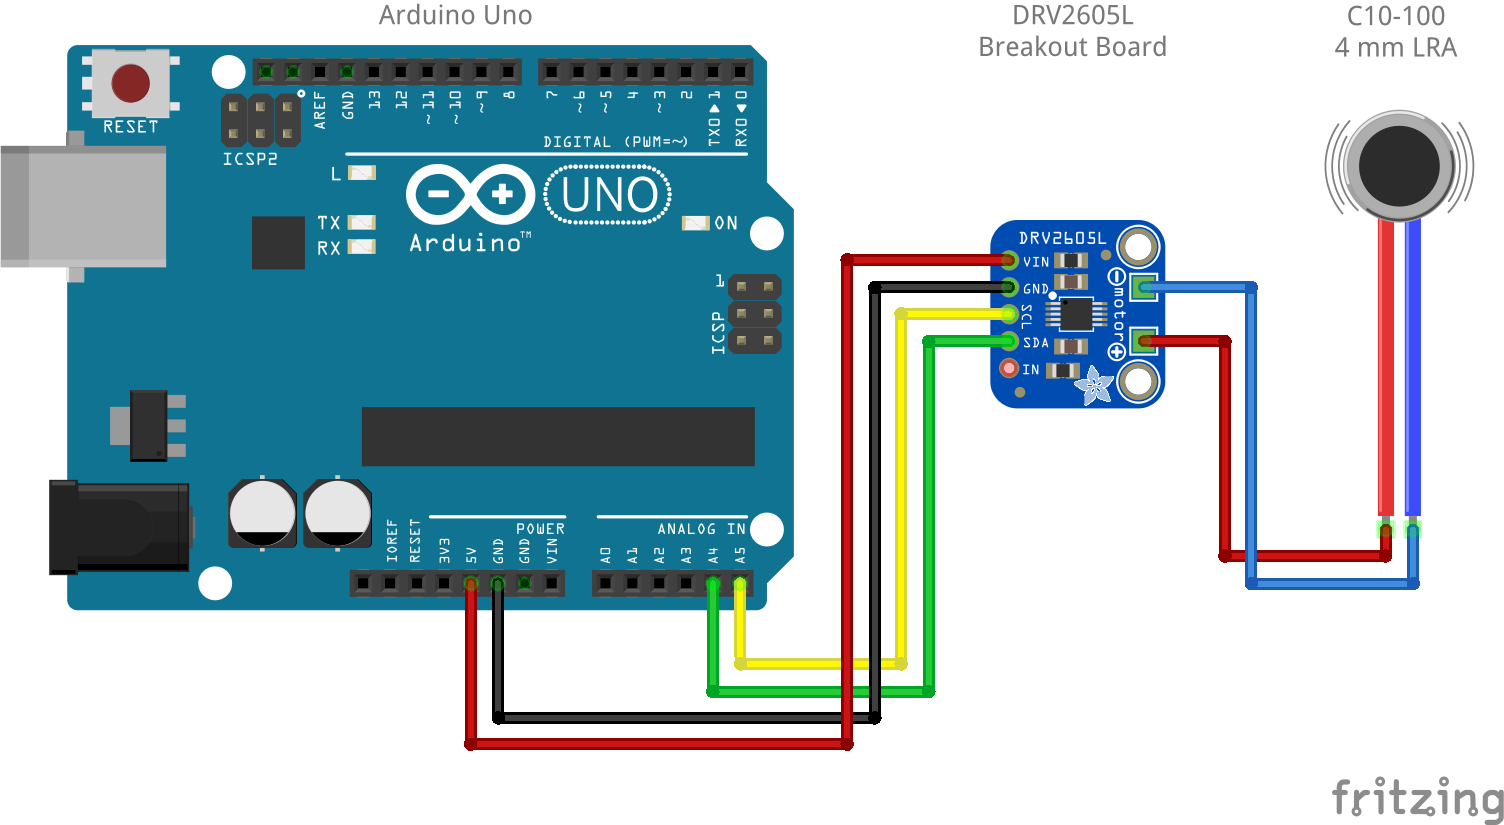 Arduino Uno
DRV2605L
Breakout Board
C10-100
4 mm LRA
RESET
ICSP2
AREF
GND
13
12
~11
~10
~9
8
7
~6
~5
4
~3
2
TX0▶1
RX0◀0
DIGITAL (PWM=~)
L
TX
RX
UNO
Arduino™
ON
1
ICSP
DRV2605L
VIN
GND
SCL
SDA
IN
motor
POWER
ANALOG IN
IOREF
RESET
3V3
5V
GND
GND
VIN
A0
A1
A2
A3
A4
A5
fritzing